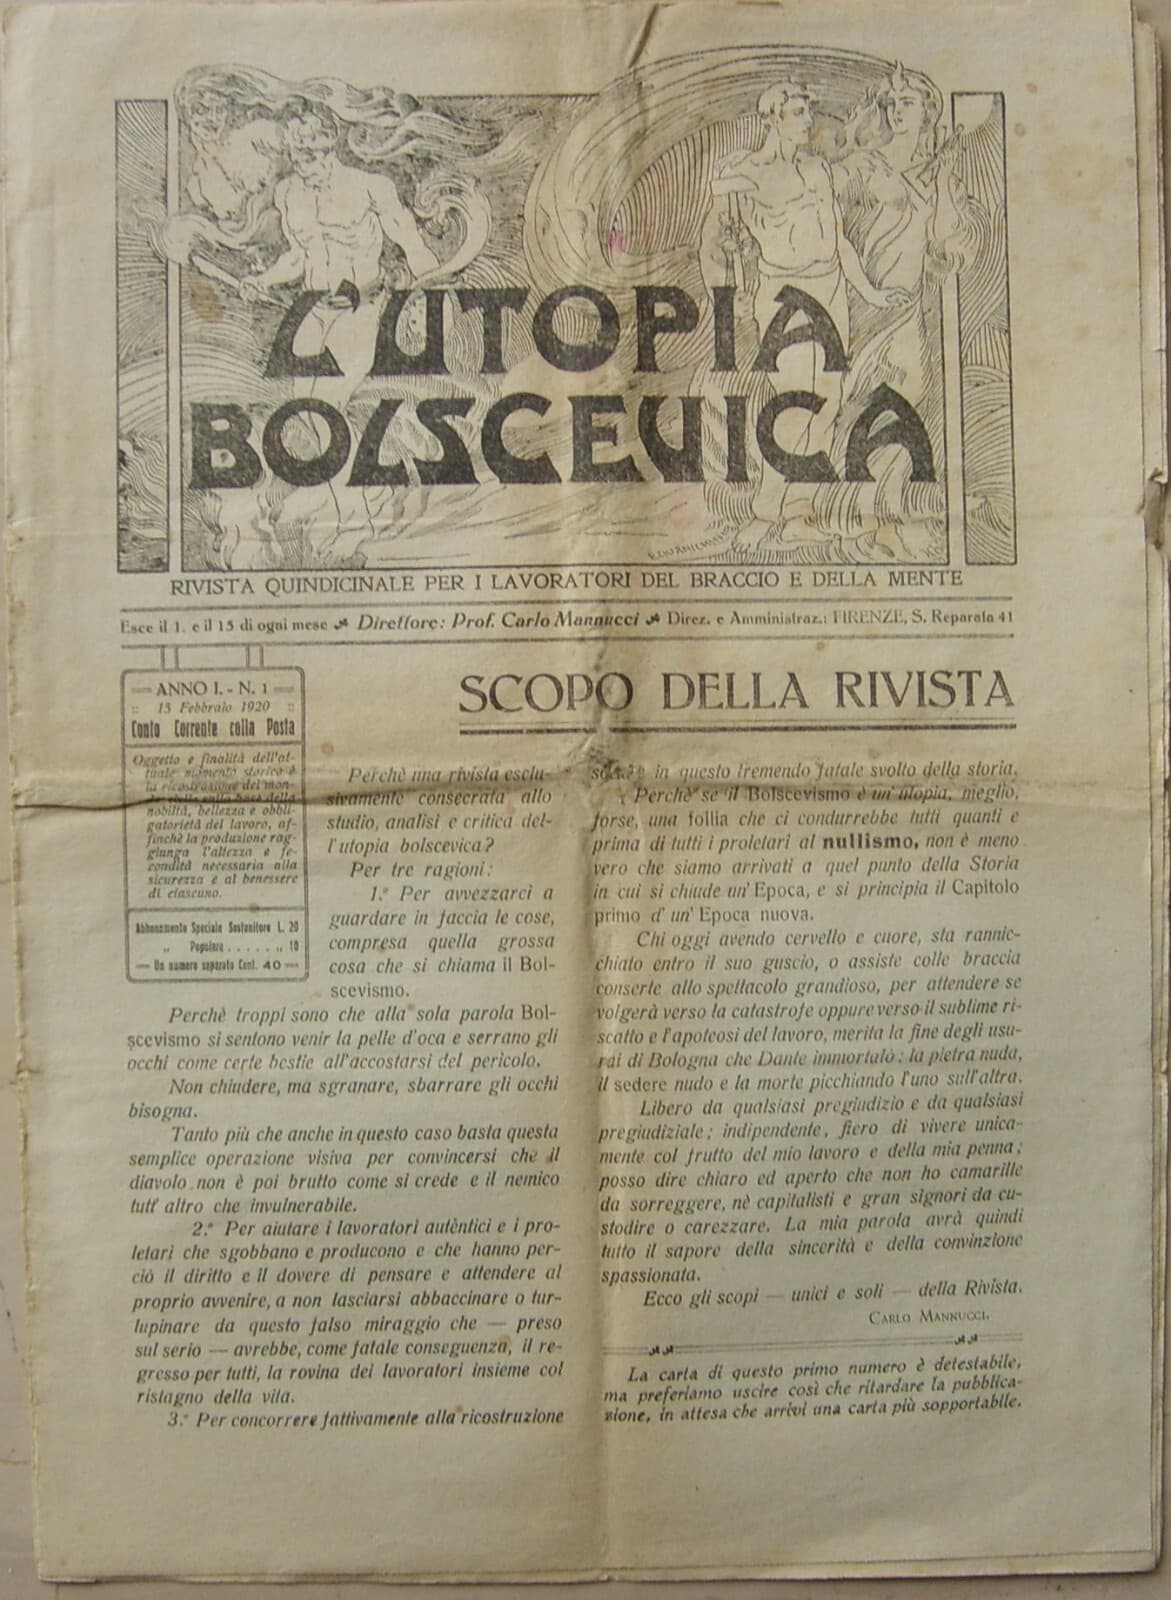 L'UTOPIA
BOLSCEVICA
RIVISTA QUINDICINALE PER I LAVORATORI DEL BRACCIO E DELLA MENTE
Esce il 1. e il 15 di ogni mese Direttore: Prof. Carlo Mannucci Direz. e Amministraz.: FIRENZE, S. Reparata 41
ANNO I. - N. 1
:: 15 Febbraio 1920 ::
Conto Corrente colla Posta
Oggetto e finalità dell'at-
tuale momento storico è
la ricostruzione del mon-
do civile sulla base della
nobiltà, bellezza e obbli-
gatorietà del lavoro, af-
finchè la produzione rag-
giunga l'altezza e fe-
condità necessaria alla
sicurezza e al benessere
di ciascuno.
Abbonamento Speciale Sostenitore L. 20
„ Popolare . . . . . „ 10
Un numero separato Cent. 40
SCOPO DELLA RIVISTA
Perchè una rivista esclu-
sivamente consecrata allo
studio, analisi e critica del-
l'utopia bolscevica?
Per tre ragioni:
1.° Per avvezzarci a
guardare in faccia le cose,
compresa quella grossa
cosa che si chiama il Bol-
scevismo.
Perchè troppi sono che alla sola parola Bol-
scevismo si sentono venir la pelle d'oca e serrano gli
occhi come certe bestie all'accostarsi del pericolo.
Non chiudere, ma sgranare, sbarrare gli occhi
bisogna.
Tanto più che anche in questo caso basta questa
semplice operazione visiva per convincersi che il
diavolo non è poi brutto come si crede e il nemico
tutt'altro che invulnerabile.
2.° Per aiutare i lavoratori autèntici e i pro-
letari che sgobbano e producono e che hanno per-
ciò il diritto e il dovere di pensare e attendere al
proprio avvenire, a non lasciarsi abbaccinare o tur-
lupinare da questo falso miraggio che — preso
sul serio — avrebbe, come fatale conseguenza, il re-
gresso per tutti, la rovina dei lavoratori insieme col
ristagno della vita.
3.° Per concorrere fattivamente alla ricostruzione
in questo tremendo fatale svolto della storia.
Perchè se il Bolscevismo è un'utopia, meglio,
forse, una follia che ci condurrebbe tutti quanti e
prima di tutti i proletari al nullismo, non è meno
vero che siamo arrivati a quel punto della Storia
in cui si chiude un'Epoca, e si principia il Capitolo
primo d'un'Epoca nuova.
Chi oggi avendo cervello e cuore, sta rannic-
chiato entro il suo guscio, o assiste colle braccia
conserte allo spettacolo grandioso, per attendere se
volgerà verso la catastrofe oppure verso il sublime ri-
scatto e l'apoteosi del lavoro, merita la fine degli usu-
rai di Bologna che Dante immortalò: la pietra nuda,
il sedere nudo e la morte picchiando l'uno sull'altra.
Libero da qualsiasi pregiudizio e da qualsiasi
pregiudiziale; indipendente, fiero di vivere unica-
mente col frutto del mio lavoro e della mia penna;
posso dire chiaro ed aperto che non ho camarille
da sorreggere, nè capitalisti e gran signori da cu-
stodire o carezzare. La mia parola avrà quindi
tutto il sapore della sincerità e della convinzione
spassionata.
Ecco gli scopi — unici e soli — della Rivista.
CARLO MANNUCCI.
La carta di questo primo numero è detestabile,
ma preferiamo uscire così che ritardare la pubblica-
zione, in attesa che arrivi una carta più sopportabile.